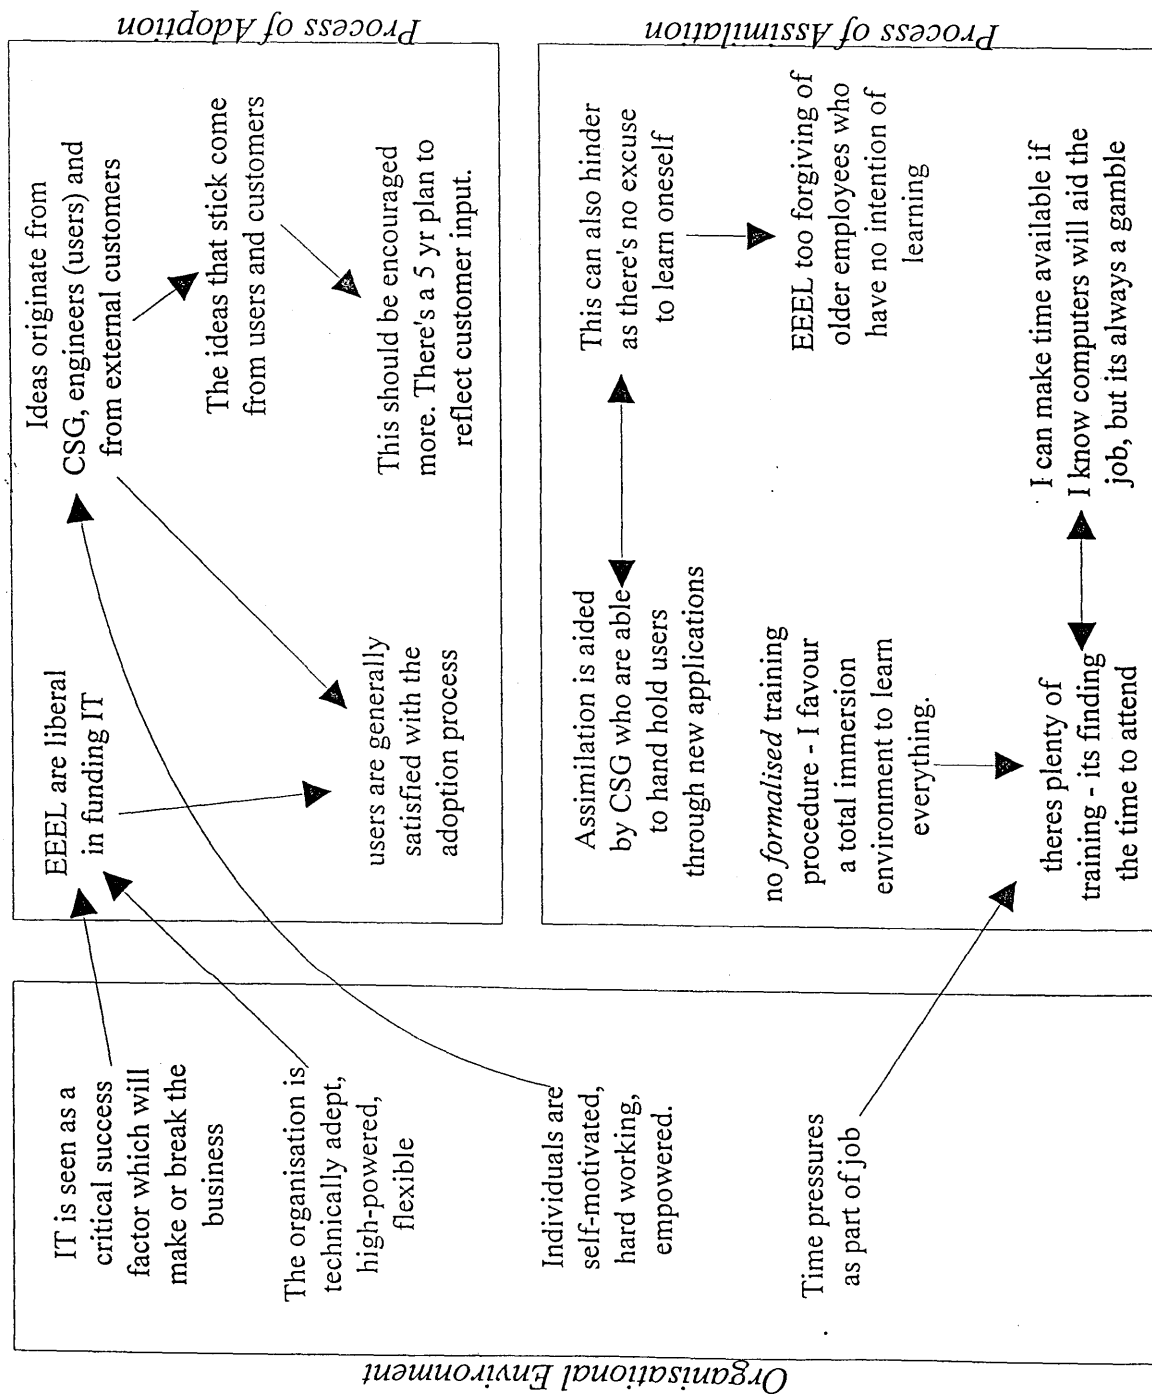 Organisational Environment
IT is seen as a
critical success
factor which will
make or break the
business
The organisation is
technically adept,
high-powered,
flexible
Individuals are
self-motivated,
hard working,
empowered.
Time pressures
as part of job
Process of Adoption
EEEL are liberal
in funding IT
users are generally
satisfied with the
adoption process
Ideas originate from
CSG, engineers (users) and
from external customers
The ideas that stick come
from users and customers
This should be encouraged
more. There's a 5 yr plan to
reflect customer input.
Process of Assimilation
Assimilation is aided
by CSG who are able
to hand hold users
through new applications
This can also hinder
as there's no excuse
to learn oneself
EEEL too forgiving of
older employees who
have no intention of
learning
no formalised training
procedure - I favour
a total immersion
environment to learn
everything.
theres plenty of
training - its finding
the time to attend
I can make time available if
I know computers will aid the
job, but its always a gamble